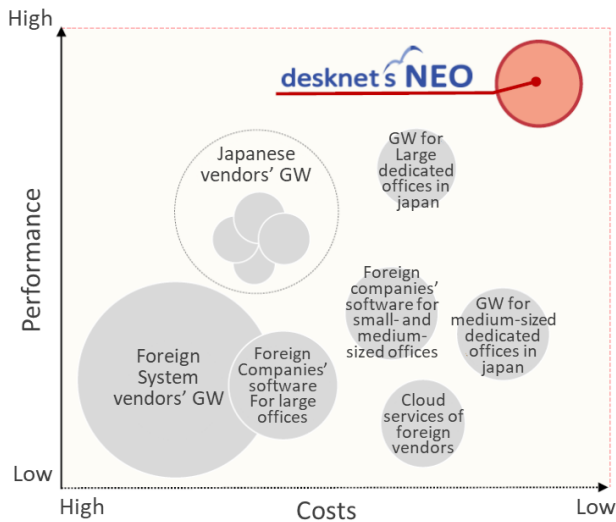 High
desknet's NEO
Japanese
vendors' GW
GW for
Large
dedicated
offices in
japan
Performance
Foreign
companies'
software for
small- and
medium-
sized offices
GW for
medium-sized
dedicated
offices in
japan
Foreign
System
vendors' GW
Foreign
Companies'
software
For large
offices
Cloud
services of
foreign
vendors
Low
High
Costs
Low